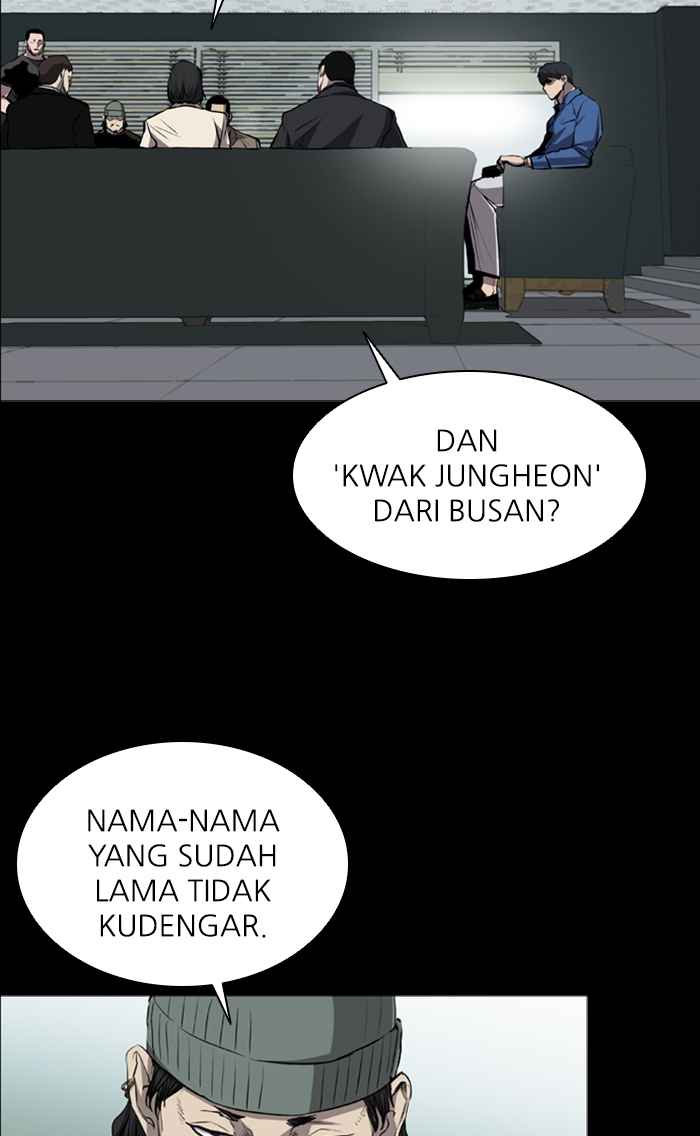 DAN
'KWAK JUNGHEON'
DARI BUSAN?
NAMA-NAMA
YANG SUDAH
LAMA TIDAK
KUDENGAR.